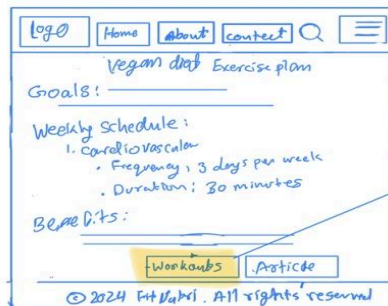 Logo Home About contect
Vegan diat Exercise plan
Goals:
Weekly Schedule:
1. Cardiovascular
• Frequency: 3 days per week
• Duration: 30 minutes
Benefits:
Workouts Article
© 2024 FitNutri. All rights reserved